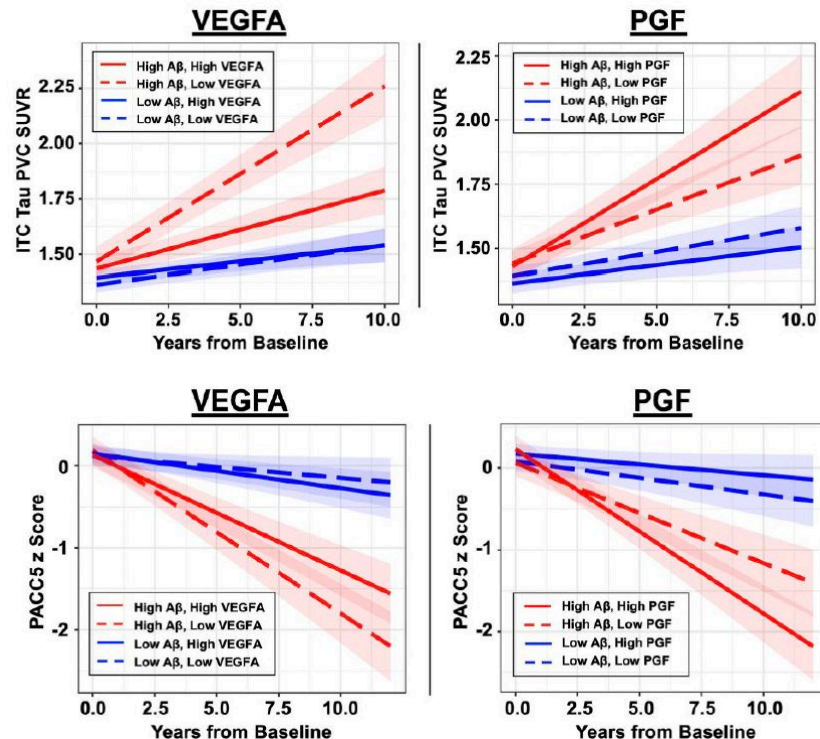 VEGFA
High Aβ, High VEGFA
High Aβ, Low VEGFA
Low Aβ, High VEGFA
Low Aβ, Low VEGFA
ITC Tau PVC SUVR
2.25
2.00
1.75
1.50
0.0 2.5 5.0 7.5 10.0
Years from Baseline
PGF
High Aβ, High PGF
High Aβ, Low PGF
Low Aβ, High PGF
Low Aβ, Low PGF
ITC Tau PVC SUVR
2.25
2.00
1.75
1.50
0.0 2.5 5.0 7.5 10.0
Years from Baseline
VEGFA
PACC5 z Score
0
-1
-2
High Aβ, High VEGFA
High Aβ, Low VEGFA
Low Aβ, High VEGFA
Low Aβ, Low VEGFA
0.0 2.5 5.0 7.5 10.0
Years from Baseline
PGF
PACC5 z Score
0
-1
-2
High Aβ, High PGF
High Aβ, Low PGF
Low Aβ, High PGF
Low Aβ, Low PGF
0.0 2.5 5.0 7.5 10.0
Years from Baseline